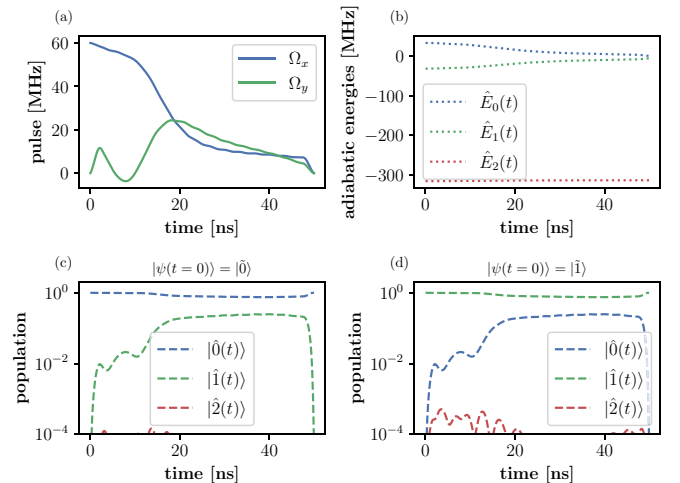 (a)
pulse [MHz]
60
40
20
0
Ωx
Ωy
0
20
40
time [ns]
(b)
adiabatic energies [MHz]
0
−100
−200
−300
Ê0(t)
Ê1(t)
Ê2(t)
0
20
40
time [ns]
(c)
|ψ(t = 0)⟩ = |0̃⟩
population
10^0
10^−2
10^−4
|0̂(t)⟩
|1̂(t)⟩
|2̂(t)⟩
0
20
40
time [ns]
(d)
|ψ(t = 0)⟩ = |1̃⟩
population
10^0
10^−2
10^−4
|0̂(t)⟩
|1̂(t)⟩
|2̂(t)⟩
0
20
40
time [ns]